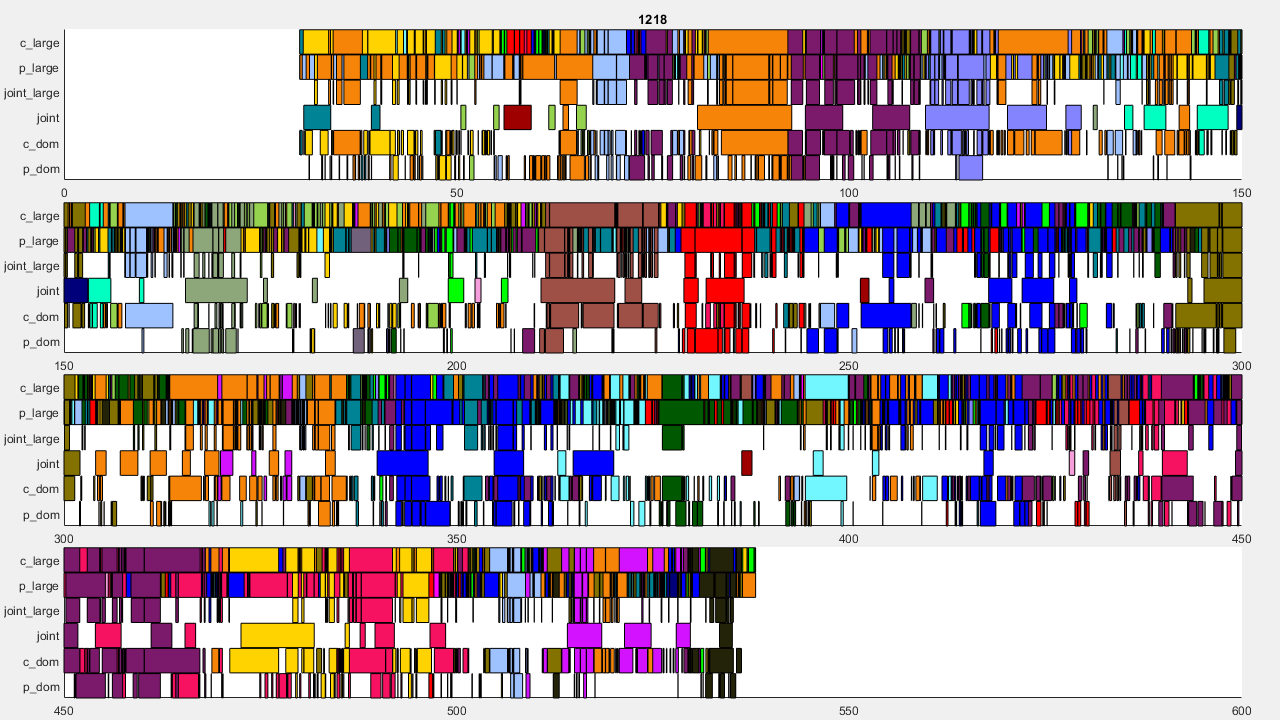 1218
c_large
p_large
joint_large
joint
c_dom
p_dom
0 50 100 150
c_large
p_large
joint_large
joint
c_dom
p_dom
150 200 250 300
c_large
p_large
joint_large
joint
c_dom
p_dom
300 350 400 450
c_large
p_large
joint_large
joint
c_dom
p_dom
450 500 550 600